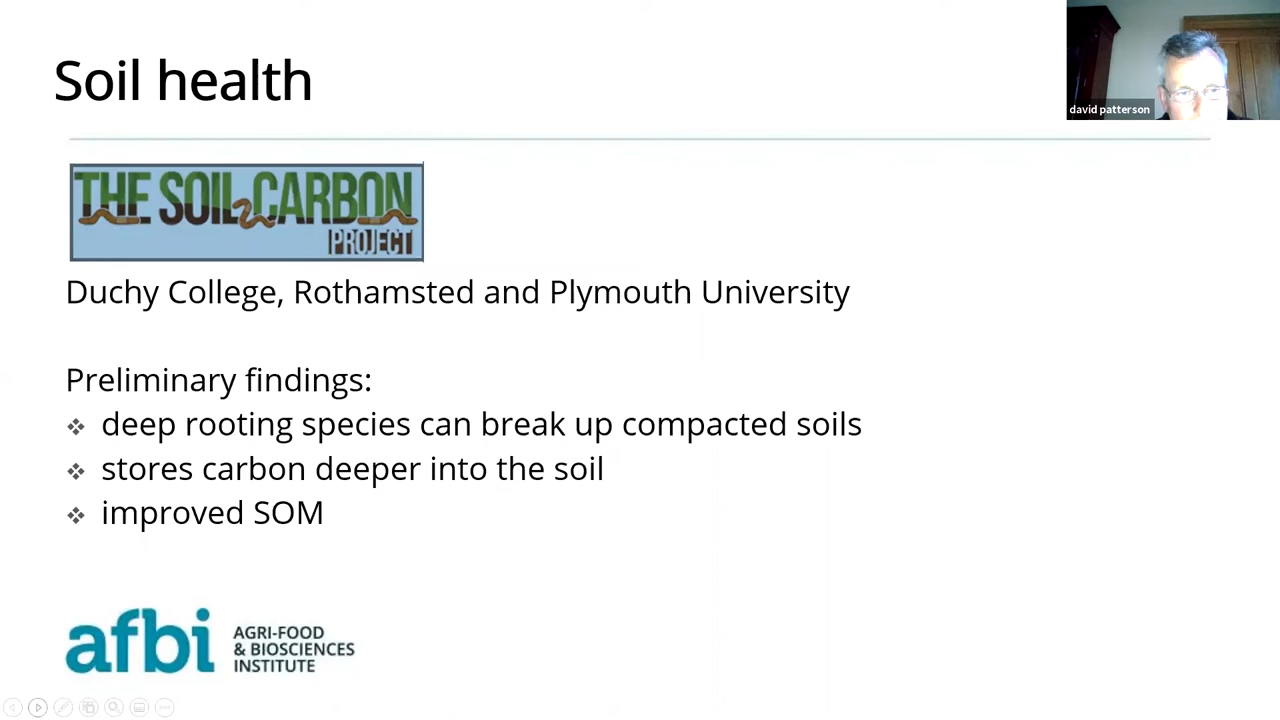 Soil health
david patterson
THE SOIL CARBON
PROJECT
Duchy College, Rothamsted and Plymouth University
Preliminary findings:
deep rooting species can break up compacted soils
stores carbon deeper into the soil
improved SOM
afbi
AGRI-FOOD
& BIOSCIENCES
INSTITUTE